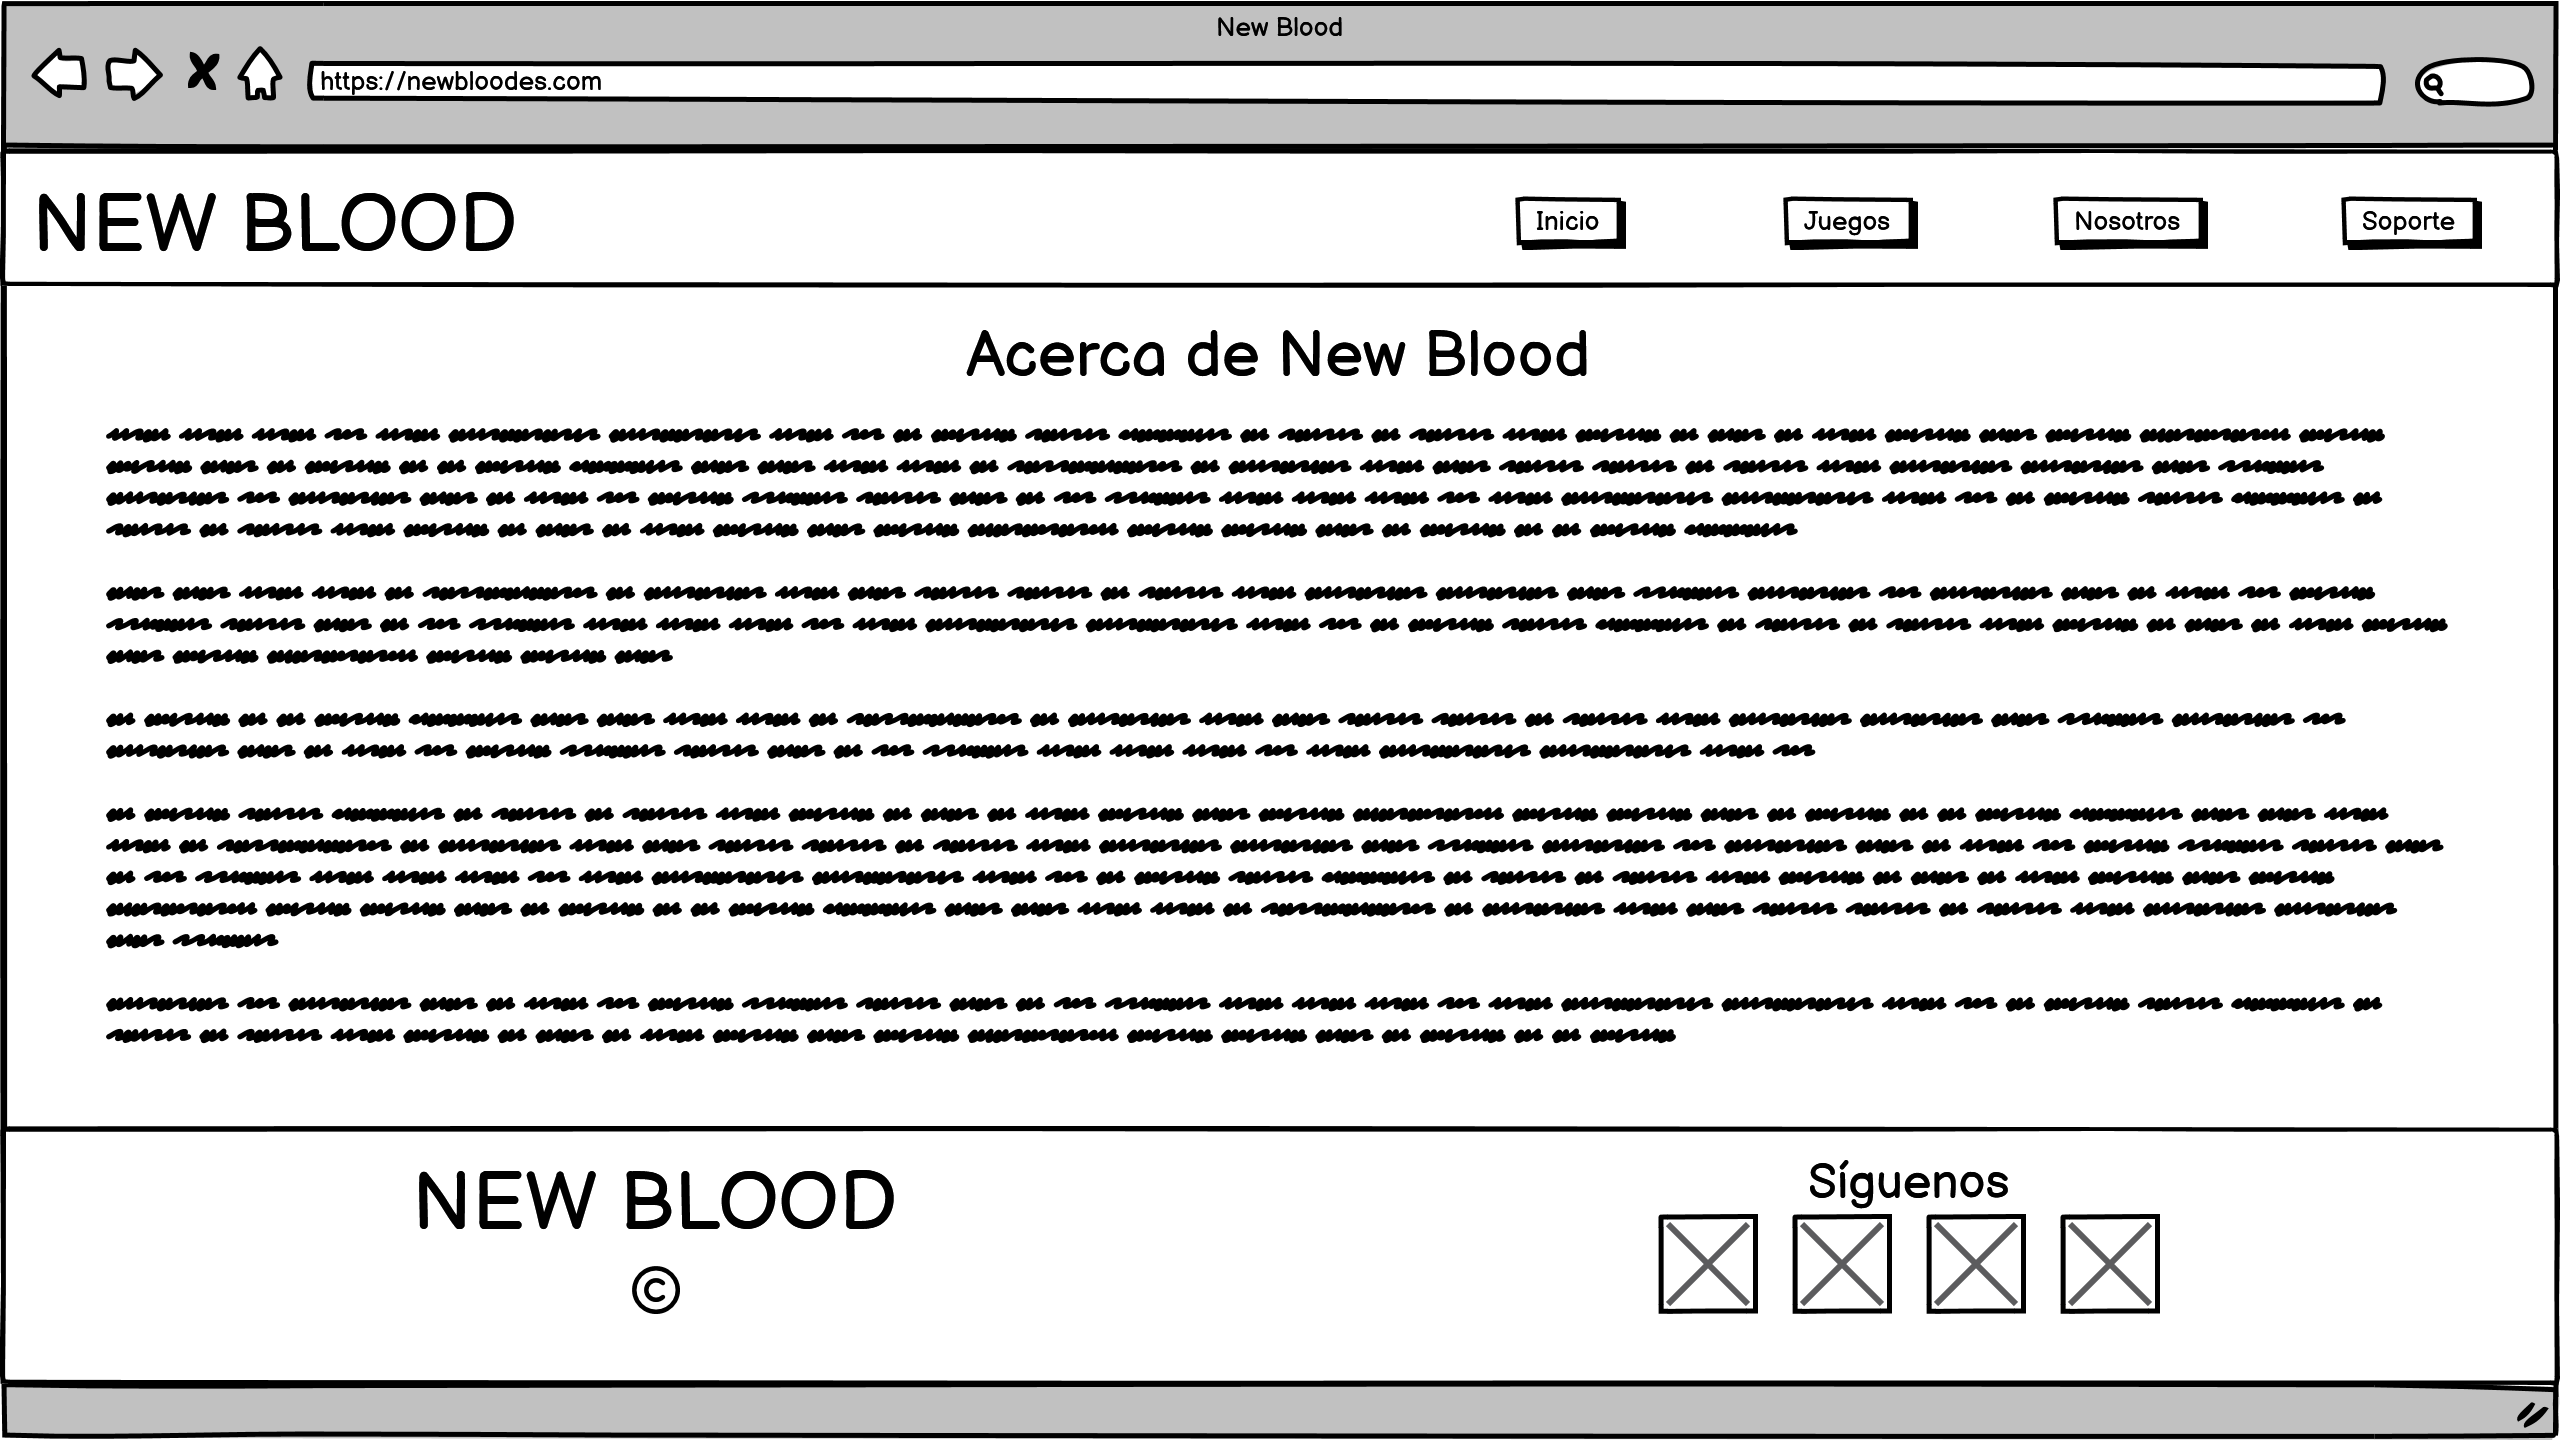 New Blood
https://newbloodes.com
NEW BLOOD
Inicio
Juegos
Nosotros
Soporte
Acerca de New Blood
NEW BLOOD
©
Síguenos